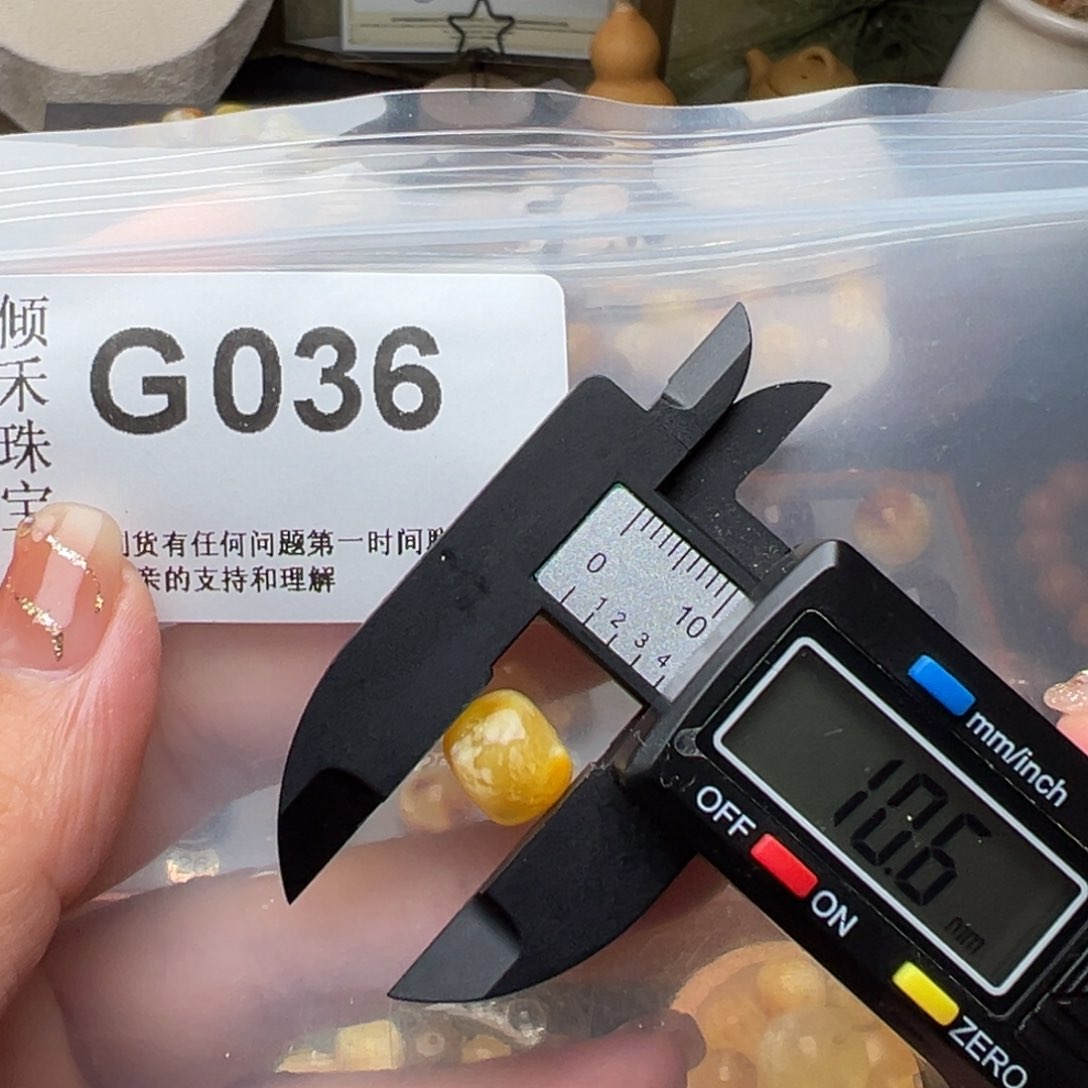 倾禾珠宝
G036
货有任何问题第一时间
亲的支持和理解
0
10
1 2 3 4
mm/inch
10.6
mm
OFF
ON
ZERO